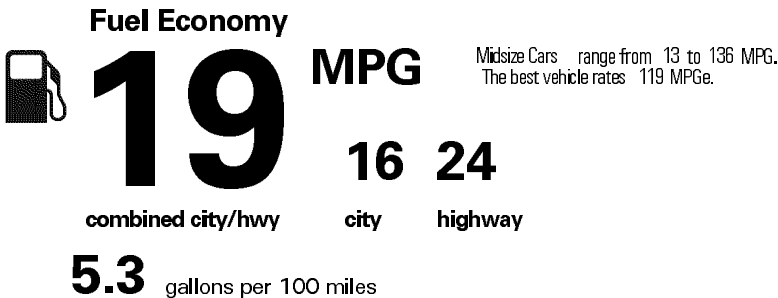 Fuel Economy
19 MPG
Midsize Cars range from 13 to 136 MPG.
The best vehicle rates 119 MPGe.
16 24
combined city/hwy city highway
5.3 gallons per 100 miles